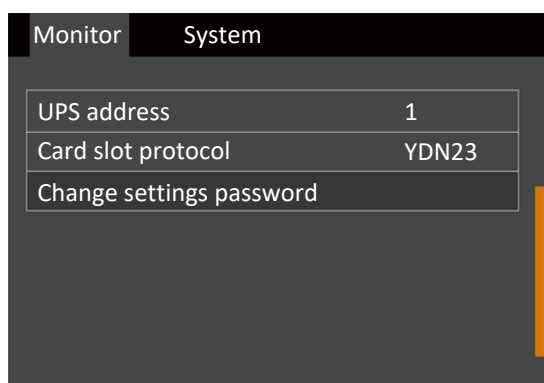 Monitor System
UPS address 1
Card slot protocol YDN23
Change settings password